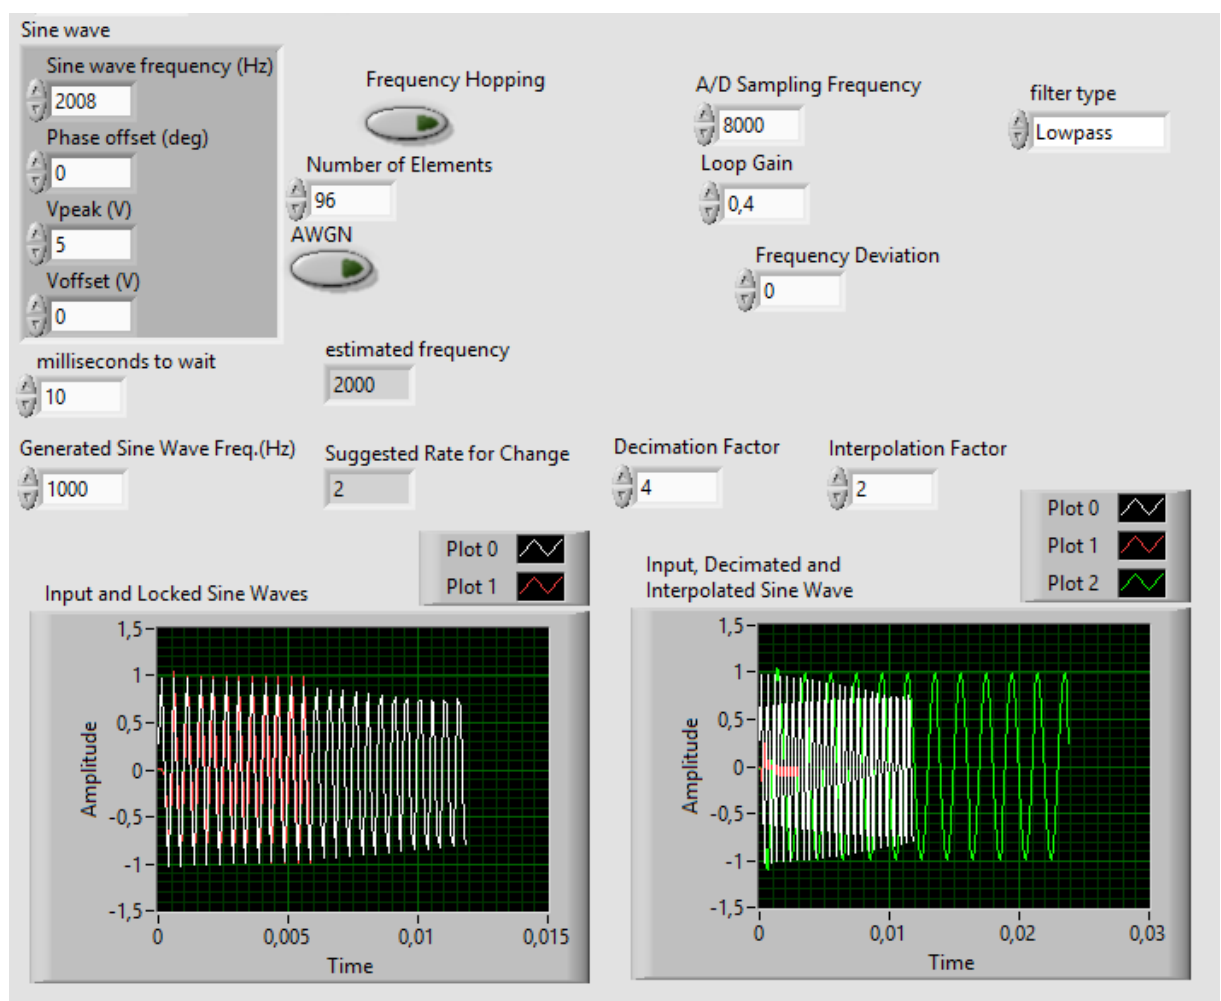 Sine wave
Sine wave frequency (Hz)
2008
Phase offset (deg)
0
Vpeak (V)
5
Voffset (V)
0
milliseconds to wait
10
Frequency Hopping
Number of Elements
96
AWGN
A/D Sampling Frequency
8000
Loop Gain
0,4
Frequency Deviation
0
filter type
Lowpass
estimated frequency
2000
Generated Sine Wave Freq.(Hz)
1000
Suggested Rate for Change
2
Decimation Factor
4
Interpolation Factor
2
Plot 0
Plot 1
Input and Locked Sine Waves
1,5
1
0,5
0
-0,5
-1
-1,5
Amplitude
0 0,005 0,01 0,015
Time
Plot 0
Plot 1
Plot 2
Input, Decimated and
Interpolated Sine Wave
1,5
1
0,5
0
-0,5
-1
-1,5
Amplitude
0 0,01 0,02 0,03
Time